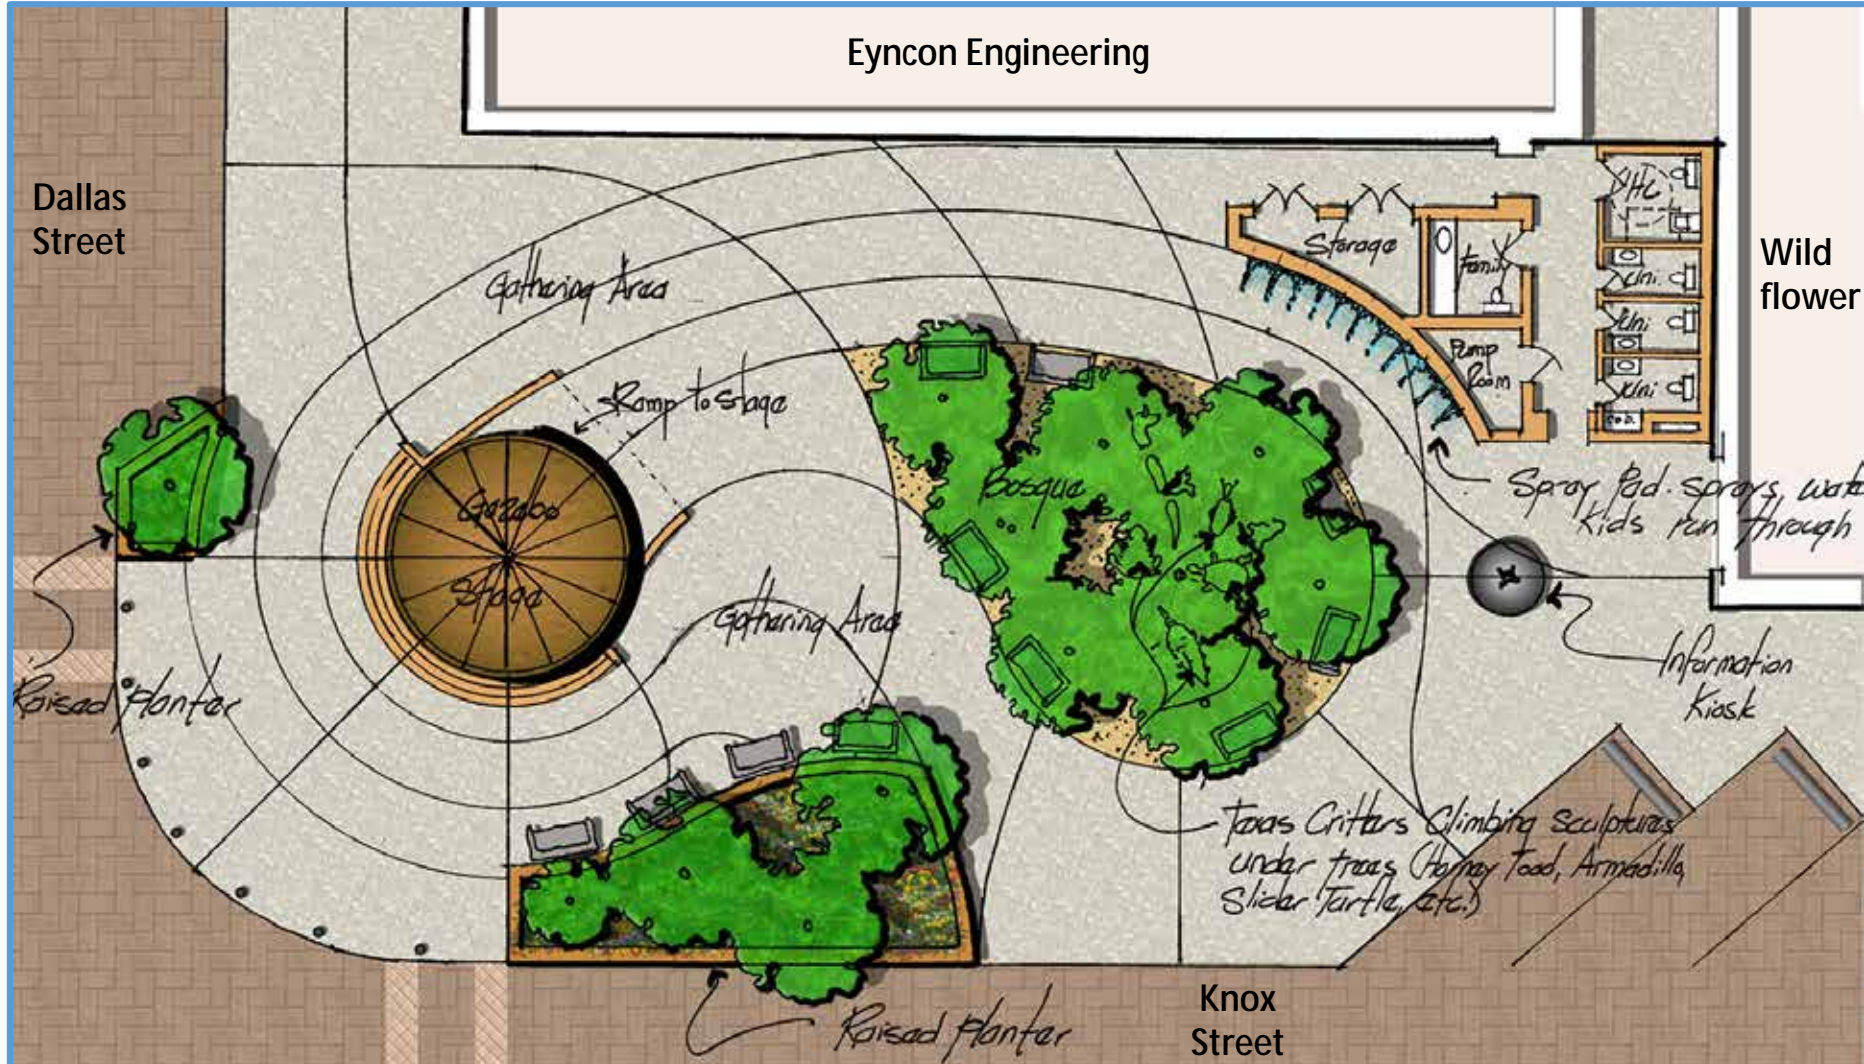 Eyncon Engineering
Dallas
Street
Wild
flower
HC
Storage
Family
Uni.
Uni
Uni
Pump
Room
Gathering Area
Ramp to Stage
Bosque
Gazebo
Stage
Spray Pad - sprays, wate
Kids run through
Gathering Area
Information
Kiosk
Raised Planter
Texas Critters Climbing Sculptures
under trees (Horney Toad, Armadillo,
Slider Turtle, etc.)
Raised Planter
Knox
Street